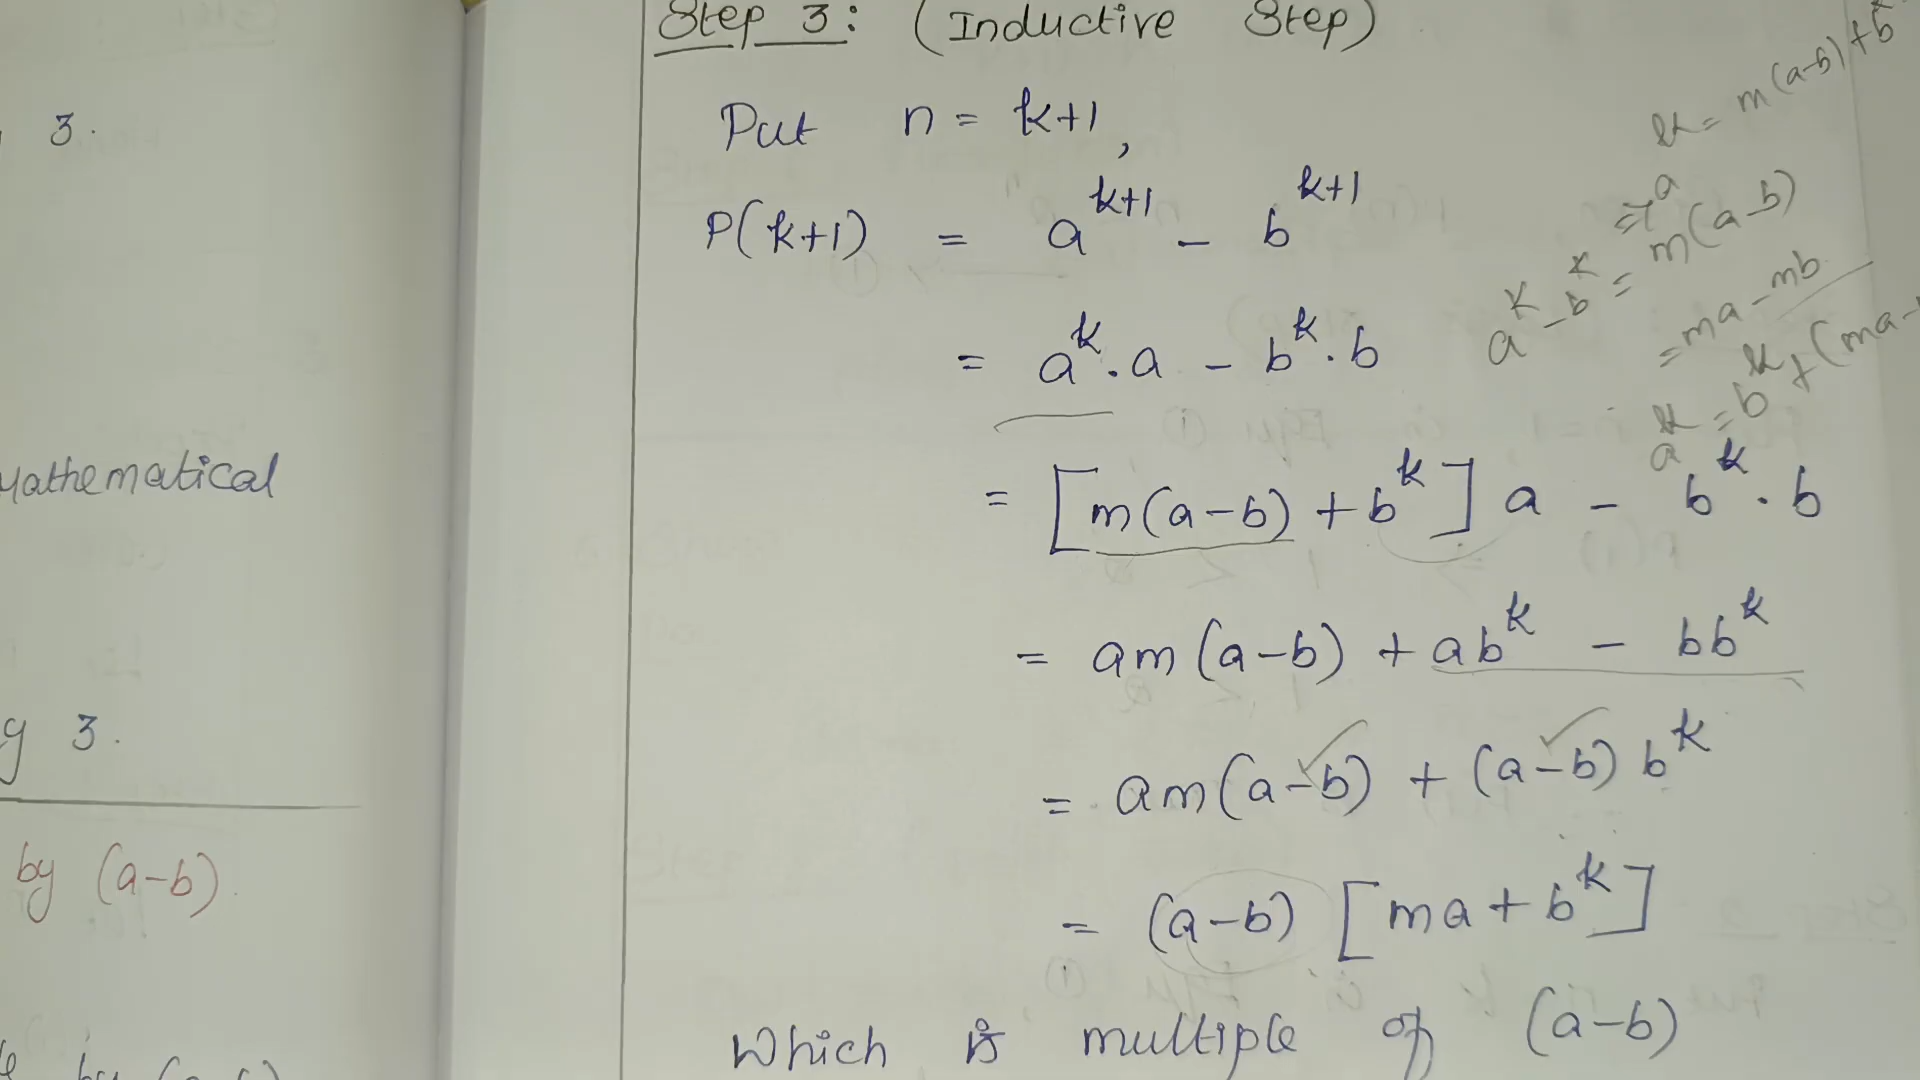 3.
Mathematical
g 3.
by (a-b).
Step 3: (Inductive Step)
Put n = k+1,
P(k+1) = a^{k+1} - b^{k+1}
= a^k . a - b^k . b
= [m(a-b) + b^k] a - b^k . b
= am(a-b) + ab^k - bb^k
= am(a-b) + (a-b) b^k
= (a-b) [ma + b^k]
Which is multiple of (a-b)
= m(a-b) + b
a^k - b^k = m(a-b)
= ma - mb
a^k = b^k + (ma-